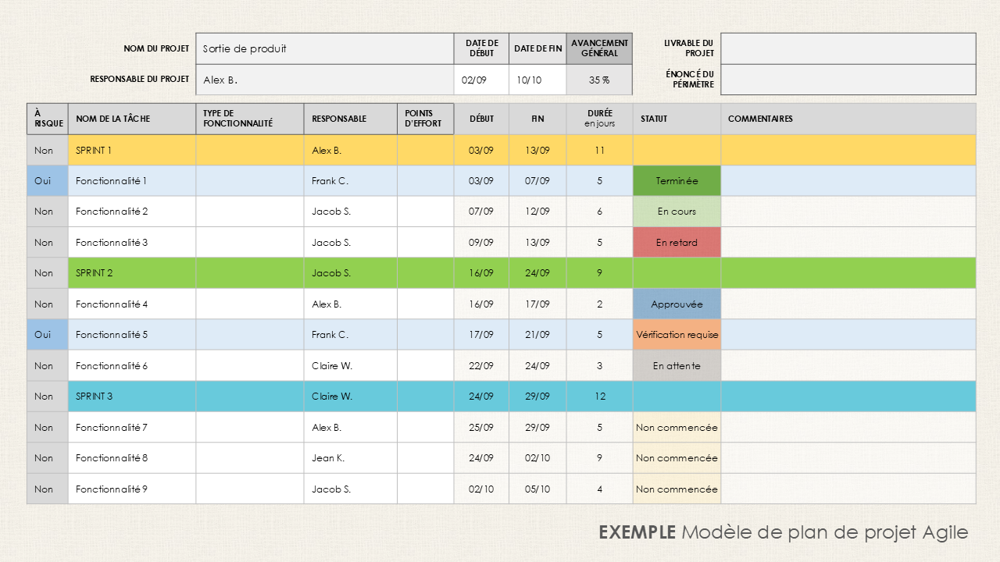 NOM DU PROJET Sortie de produit DATE DE DÉBUT DATE DE FIN AVANCEMENT GÉNÉRAL LIVRABLE DU PROJET
RESPONSABLE DU PROJET Alex B. 02/09 10/10 35 % ÉNONCÉ DU PÉRIMÈTRE
À RISQUE NOM DE LA TÂCHE TYPE DE FONCTIONNALITÉ RESPONSABLE POINTS D'EFFORT DÉBUT FIN DURÉE en jours STATUT COMMENTAIRES
Non SPRINT 1 Alex B. 03/09 13/09 11
Oui Fonctionnalité 1 Frank C. 03/09 07/09 5 Terminée
Non Fonctionnalité 2 Jacob S. 07/09 12/09 6 En cours
Non Fonctionnalité 3 Jacob S. 09/09 13/09 5 En retard
Non SPRINT 2 Jacob S. 16/09 24/09 9
Non Fonctionnalité 4 Alex B. 16/09 17/09 2 Approuvée
Oui Fonctionnalité 5 Frank C. 17/09 21/09 5 Vérification requise
Non Fonctionnalité 6 Claire W. 22/09 24/09 3 En attente
Non SPRINT 3 Claire W. 24/09 29/09 12
Non Fonctionnalité 7 Alex B. 25/09 29/09 5 Non commencée
Non Fonctionnalité 8 Jean K. 24/09 02/10 9 Non commencée
Non Fonctionnalité 9 Jacob S. 02/10 05/10 4 Non commencée
EXEMPLE Modèle de plan de projet Agile